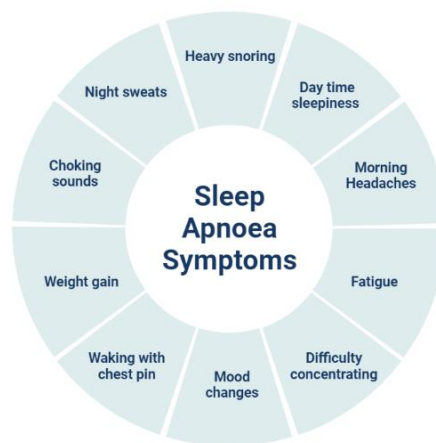 Heavy snoring
Day time
sleepiness
Morning
Headaches
Fatigue
Difficulty
concentrating
Mood
changes
Waking with
chest pin
Weight gain
Choking
sounds
Night sweats
Sleep
Apnoea
Symptoms